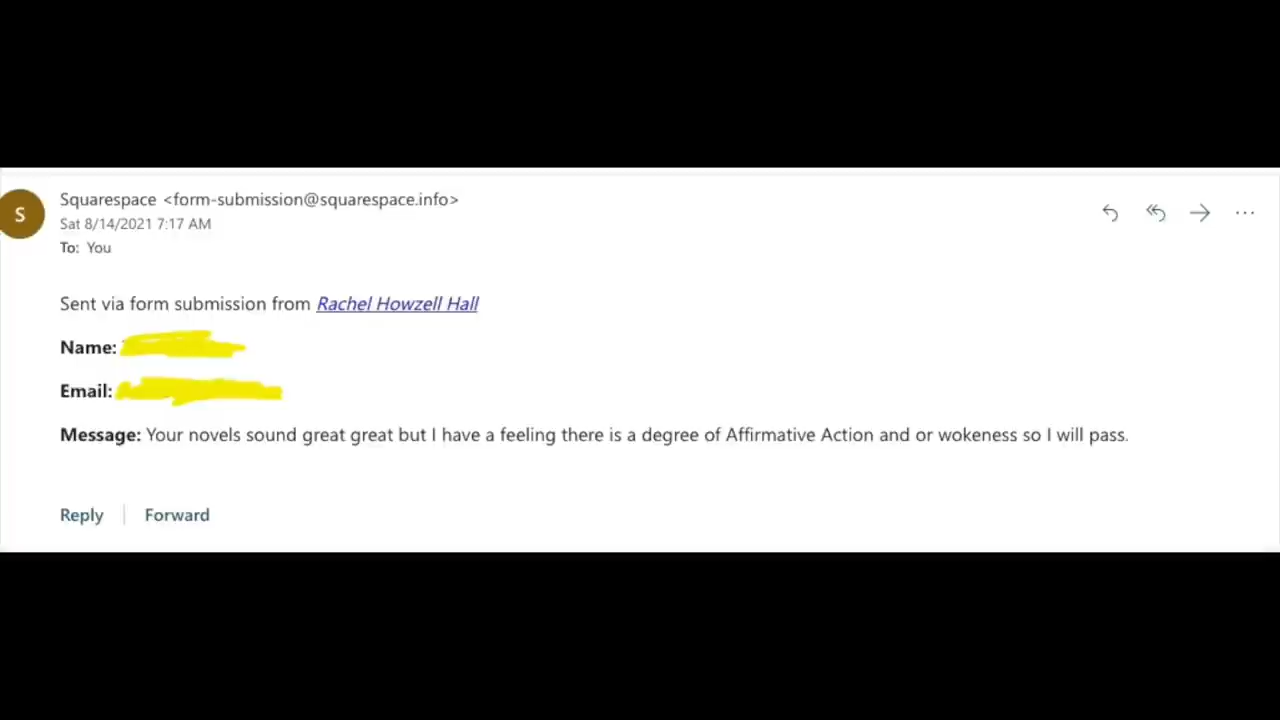 S
Squarespace <form-submission@squarespace.info>
Sat 8/14/2021 7:17 AM
To: You
Sent via form submission from Rachel Howzell Hall
Name:
Email:
Message: Your novels sound great great but I have a feeling there is a degree of Affirmative Action and or wokeness so I will pass.
Reply
Forward